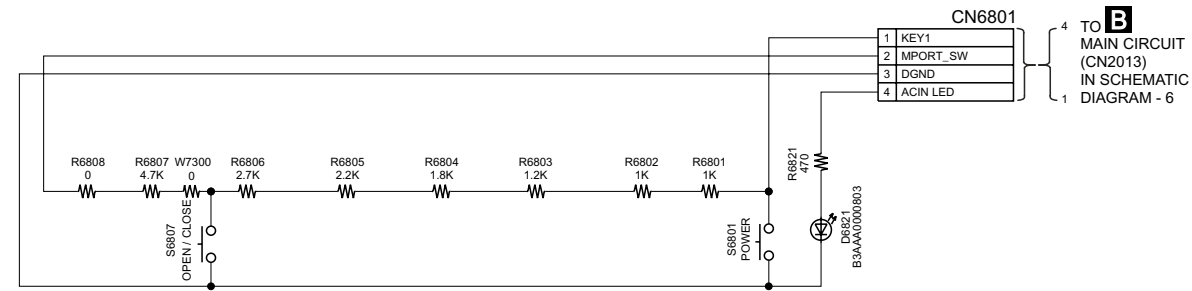 CN6801
1 KEY1
2 MPORT_SW
3 DGND
4 ACIN LED
4
1
TO B
MAIN CIRCUIT
(CN2013)
IN SCHEMATIC
DIAGRAM - 6
R6808
0
R6807
4.7K
W7300
0
R6806
2.7K
R6805
2.2K
R6804
1.8K
R6803
1.2K
R6802
1K
R6801
1K
R6821
470
S6807
OPEN / CLOSE
S6801
POWER
D6821
B3AAA0000803